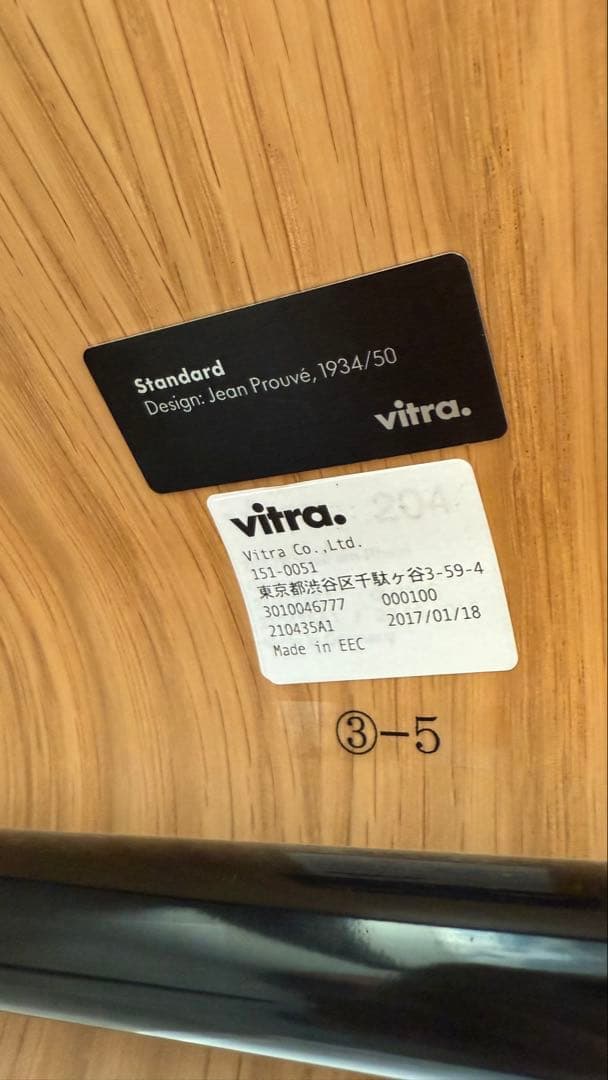 Standard
Design: Jean Prouvé, 1934/50
vitra.
vitra.
204
Vitra Co.,Ltd.
151-0051
東京都渋谷区千駄ヶ谷3-59-4
3010046777 000100
210435A1 2017/01/18
Made in EEC
③-5